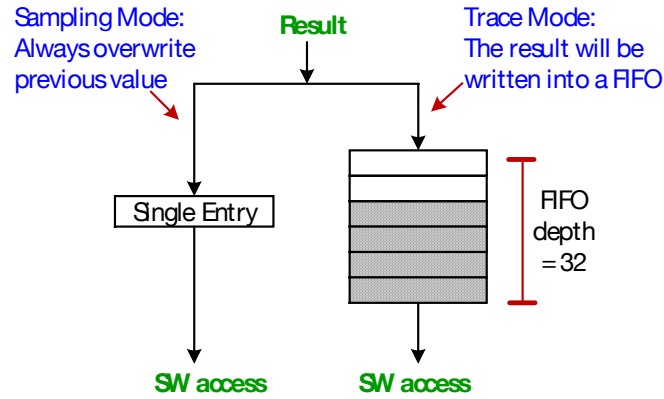 Sampling Mode:
Always overwrite
previous value
Result
Trace Mode:
The result will be
written into a FIFO
Single Entry
FIFO
depth
= 32
SW access
SW access